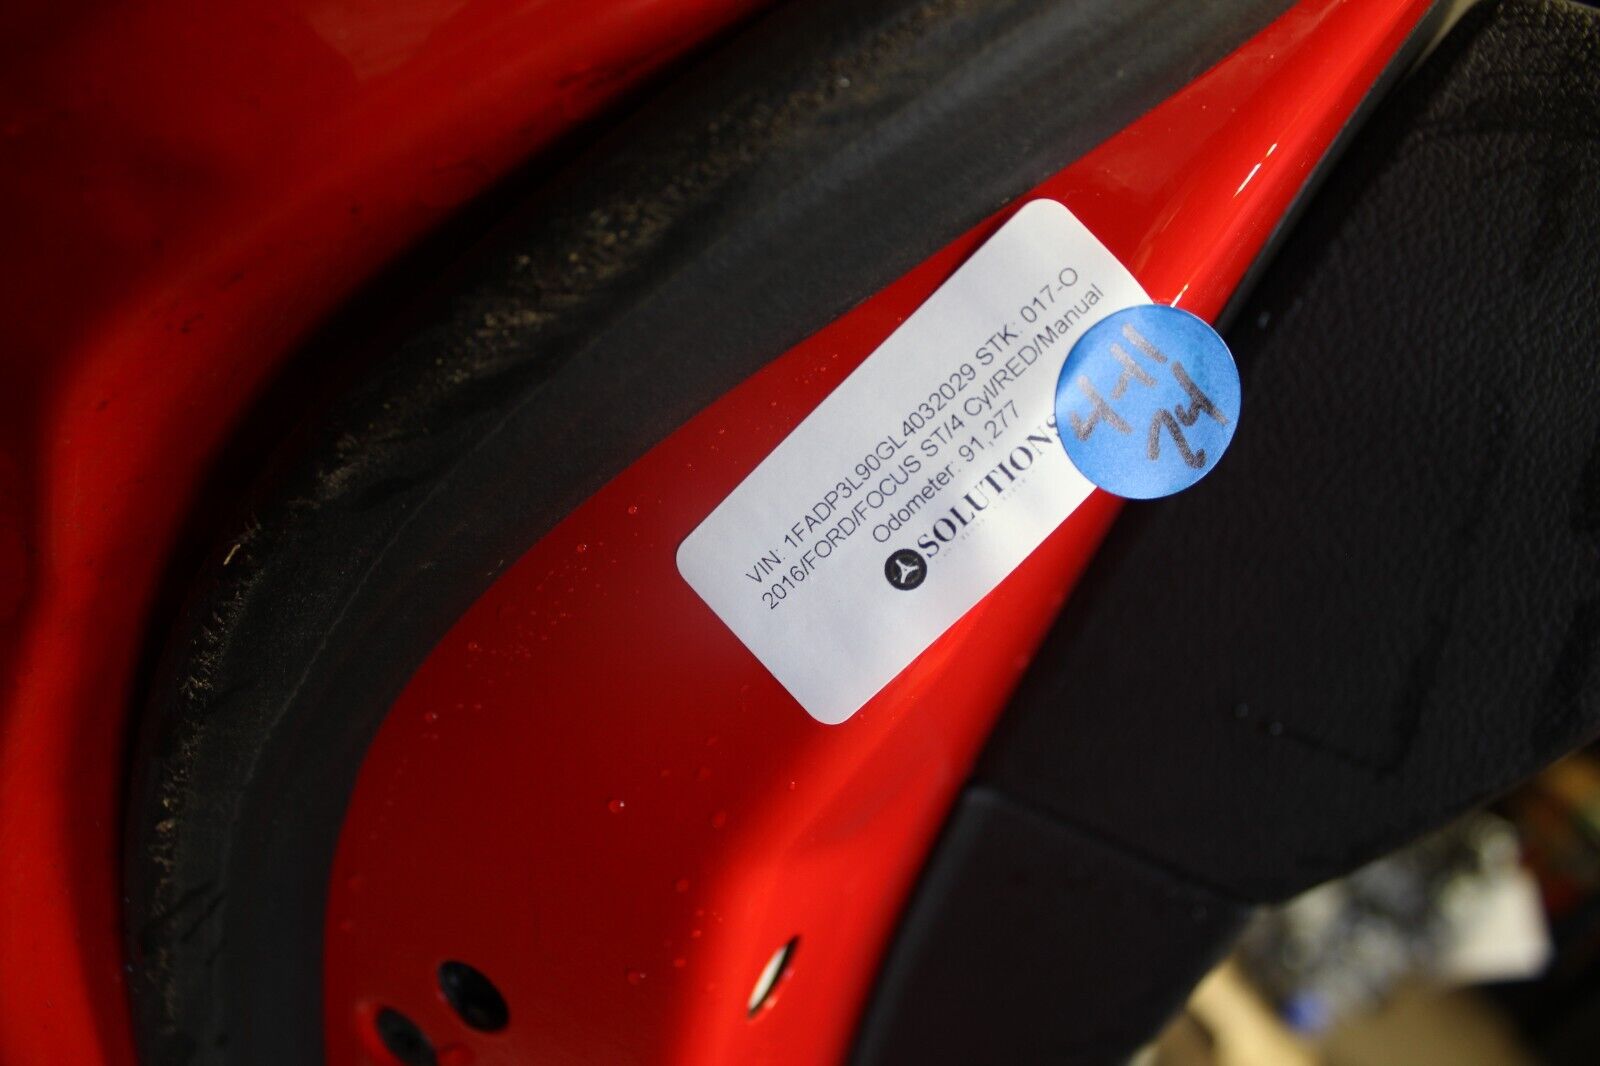 VIN: 1FADP3L90GL4032029 STK: 017-O
2016/FORD/FOCUS ST/4 Cyl/RED/Manual
Odometer: 91,277
SOLUTIONS
4-11
24